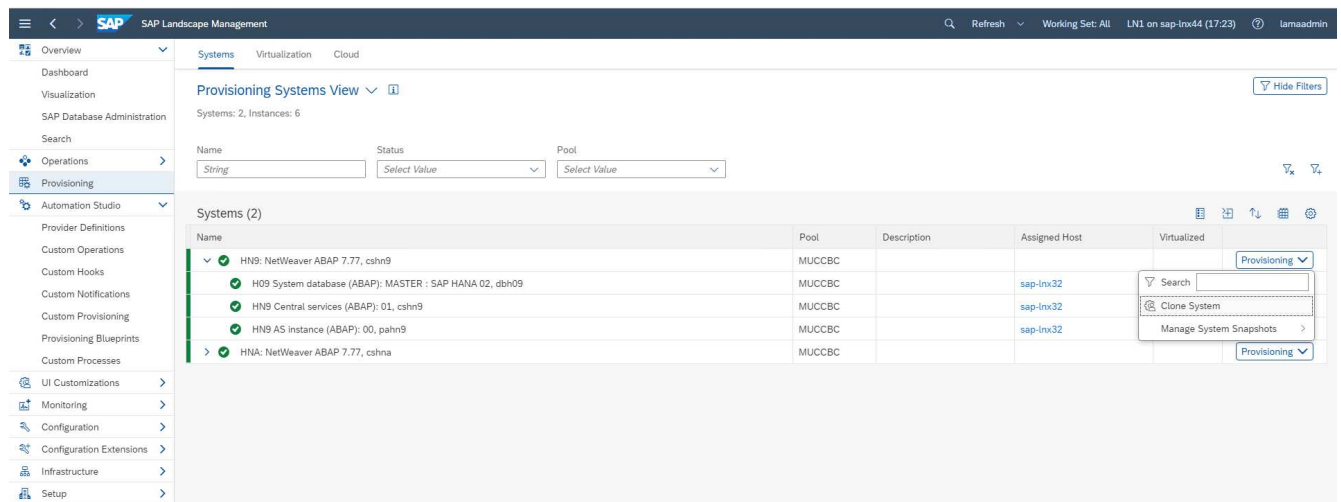 SAP SAP Landscape Management Refresh Working Set: All LN1 on sap-lnx44 (17:23) lamaadmin
Overview
Dashboard
Visualization
SAP Database Administration
Search
Operations
Provisioning
Automation Studio
Provider Definitions
Custom Operations
Custom Hooks
Custom Notifications
Custom Provisioning
Provisioning Blueprints
Custom Processes
UI Customizations
Monitoring
Configuration
Configuration Extensions
Infrastructure
Setup
Systems Virtualization Cloud
Provisioning Systems View
Hide Filters
Systems: 2, Instances: 6
Name Status Pool
String Select Value Select Value
Systems (2)
Name Pool Description Assigned Host Virtualized
HN9: NetWeaver ABAP 7.77, cshn9 MUCCBC Provisioning
H09 System database (ABAP): MASTER : SAP HANA 02, dbh09 MUCCBC sap-lnx32
HN9 Central services (ABAP): 01, cshn9 MUCCBC sap-lnx32
HN9 AS instance (ABAP): 00, pahn9 MUCCBC sap-lnx32
HNA: NetWeaver ABAP 7.77, cshna MUCCBC Provisioning
Search
Clone System
Manage System Snapshots